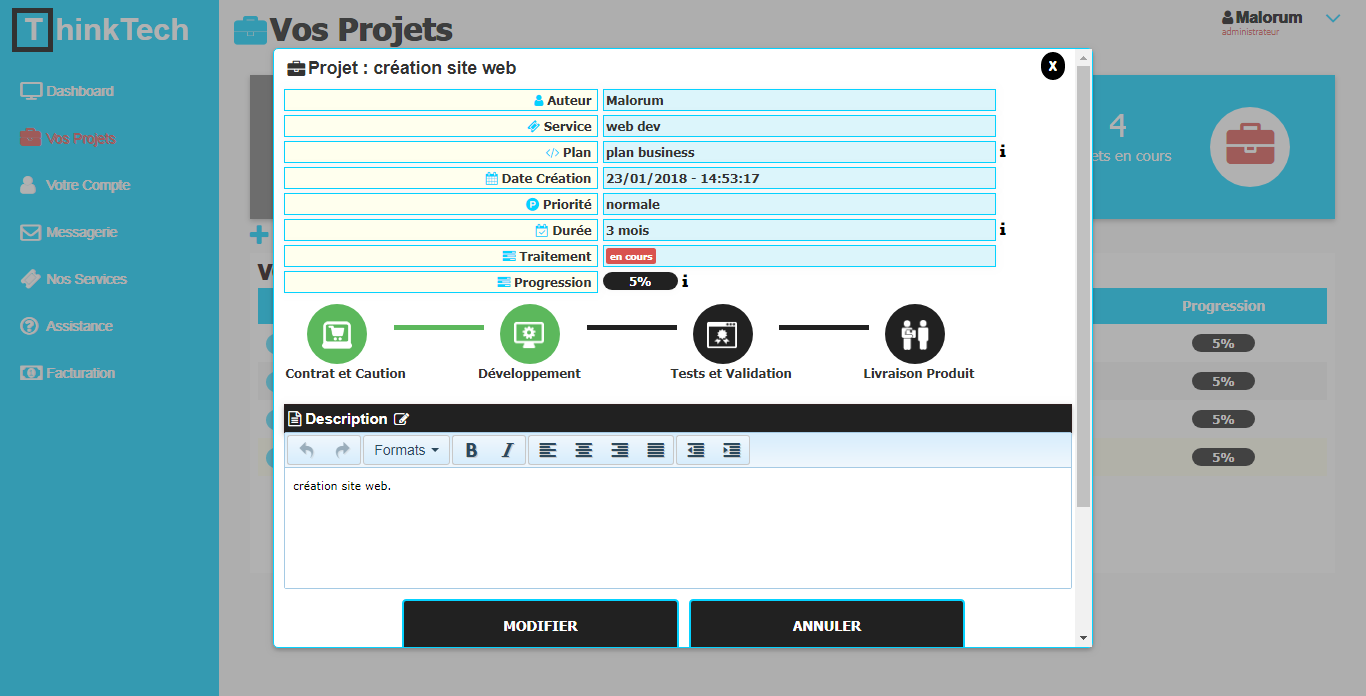 ThinkTech
Dashboard
Vos Projets
Votre Compte
Messagerie
Nos Services
Assistance
Facturation
Vos Projets
Malorum
administrateur
4
ets en cours
Progression
5%
5%
5%
5%
Projet : création site web
X
Auteur Malorum
Service web dev
Plan plan business
Date Création 23/01/2018 - 14:53:17
Priorité normale
Durée 3 mois
Traitement en cours
Progression 5%
Contrat et Caution
Développement
Tests et Validation
Livraison Produit
Description
Formats B I
création site web.
MODIFIER
ANNULER